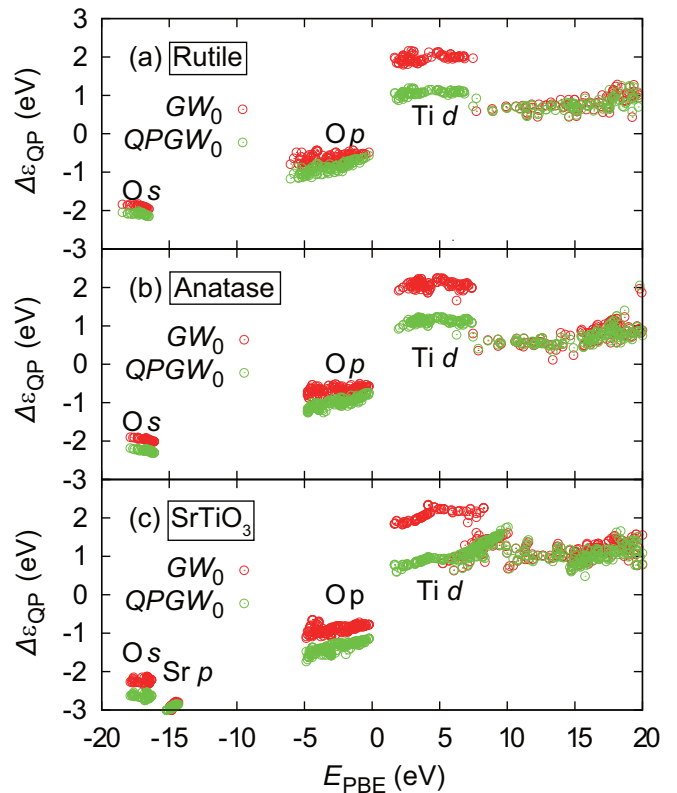 3
2
(a) Rutile
1
GW0
Ti d
0
QPGW0
O p
-1
O s
-2
3
Δε_QP (eV)
2
(b) Anatase
1
GW0
Ti d
0
QPGW0
O p
-1
O s
-2
-3
Δε_QP (eV)
2
(c) SrTiO3
1
GW0
Ti d
0
QPGW0
O p
-1
O s
Sr p
-2
-3
Δε_QP (eV)
-20 -15 -10 -5 0 5 10 15 20
E_PBE (eV)